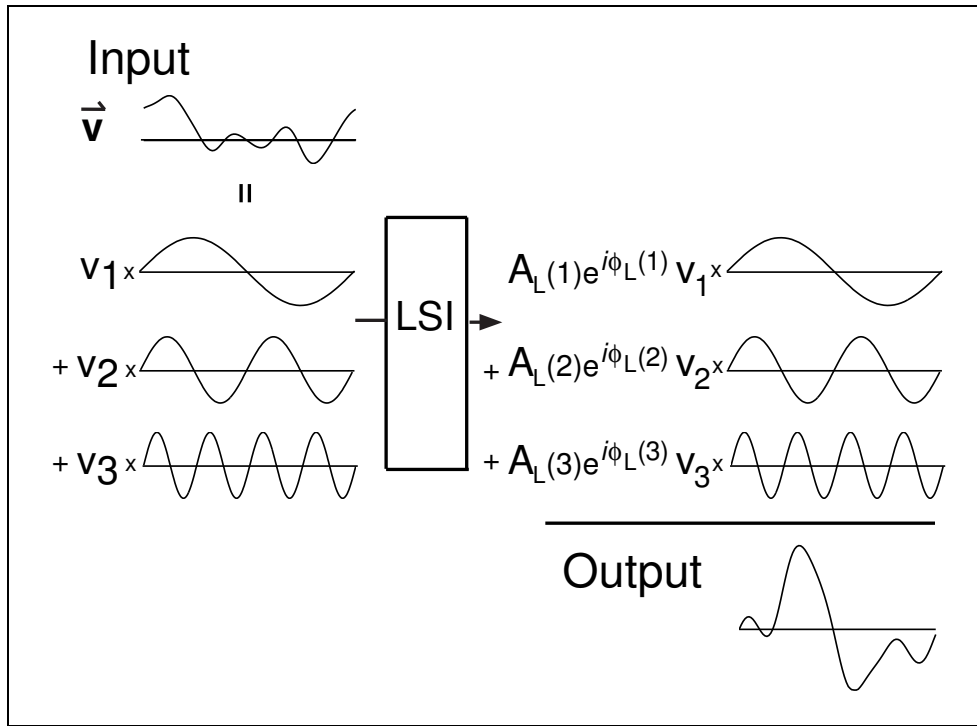 Input
v⃗
=
v₁ x
+ v₂ x
+ v₃ x
LSI
A_L(1)e^{iϕ_L(1)} v₁ x
+ A_L(2)e^{iϕ_L(2)} v₂ x
+ A_L(3)e^{iϕ_L(3)} v₃ x
Output